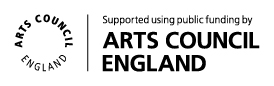 ARTS COUNCIL
ENGLAND
Supported using public funding by
ARTS COUNCIL
ENGLAND